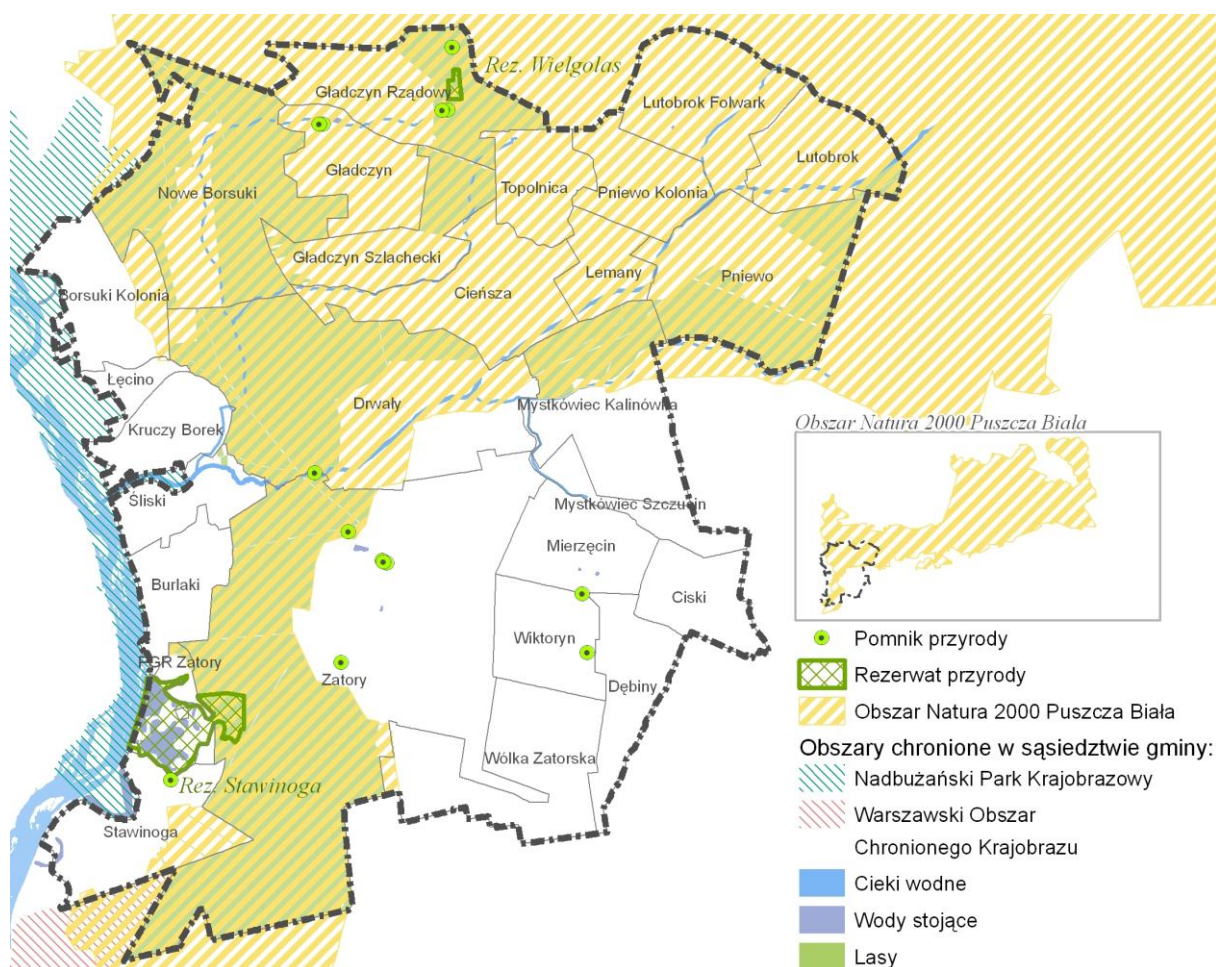 Rez. Wielgolas
Gładczyn Rządowy
Lutobrok Folwark
Lutobrok
Nowe Borsuki
Gładczyn
Topolnica
Pniewo Kolonia
Gładczyn Szlachecki
Lemany
Pniewo
Cieńsza
Borsuki Kolonia
Łęcino
Drwały
Mystkówiec Kalinówka
Kruczy Borek
Obszar Natura 2000 Puszcza Biała
Śliski
Mystkówiec Szczucin
Mierzęcin
Burlaki
Ciski
Wiktoryn
PGR Zatory
Zatory
Dębiny
Wólka Zatorska
Rez. Stawinoga
Stawinoga
Pomnik przyrody
Rezerwat przyrody
Obszar Natura 2000 Puszcza Biała
Obszary chronione w sąsiedztwie gminy:
Nadbużański Park Krajobrazowy
Warszawski Obszar
Chronionego Krajobrazu
Cieki wodne
Wody stojące
Lasy